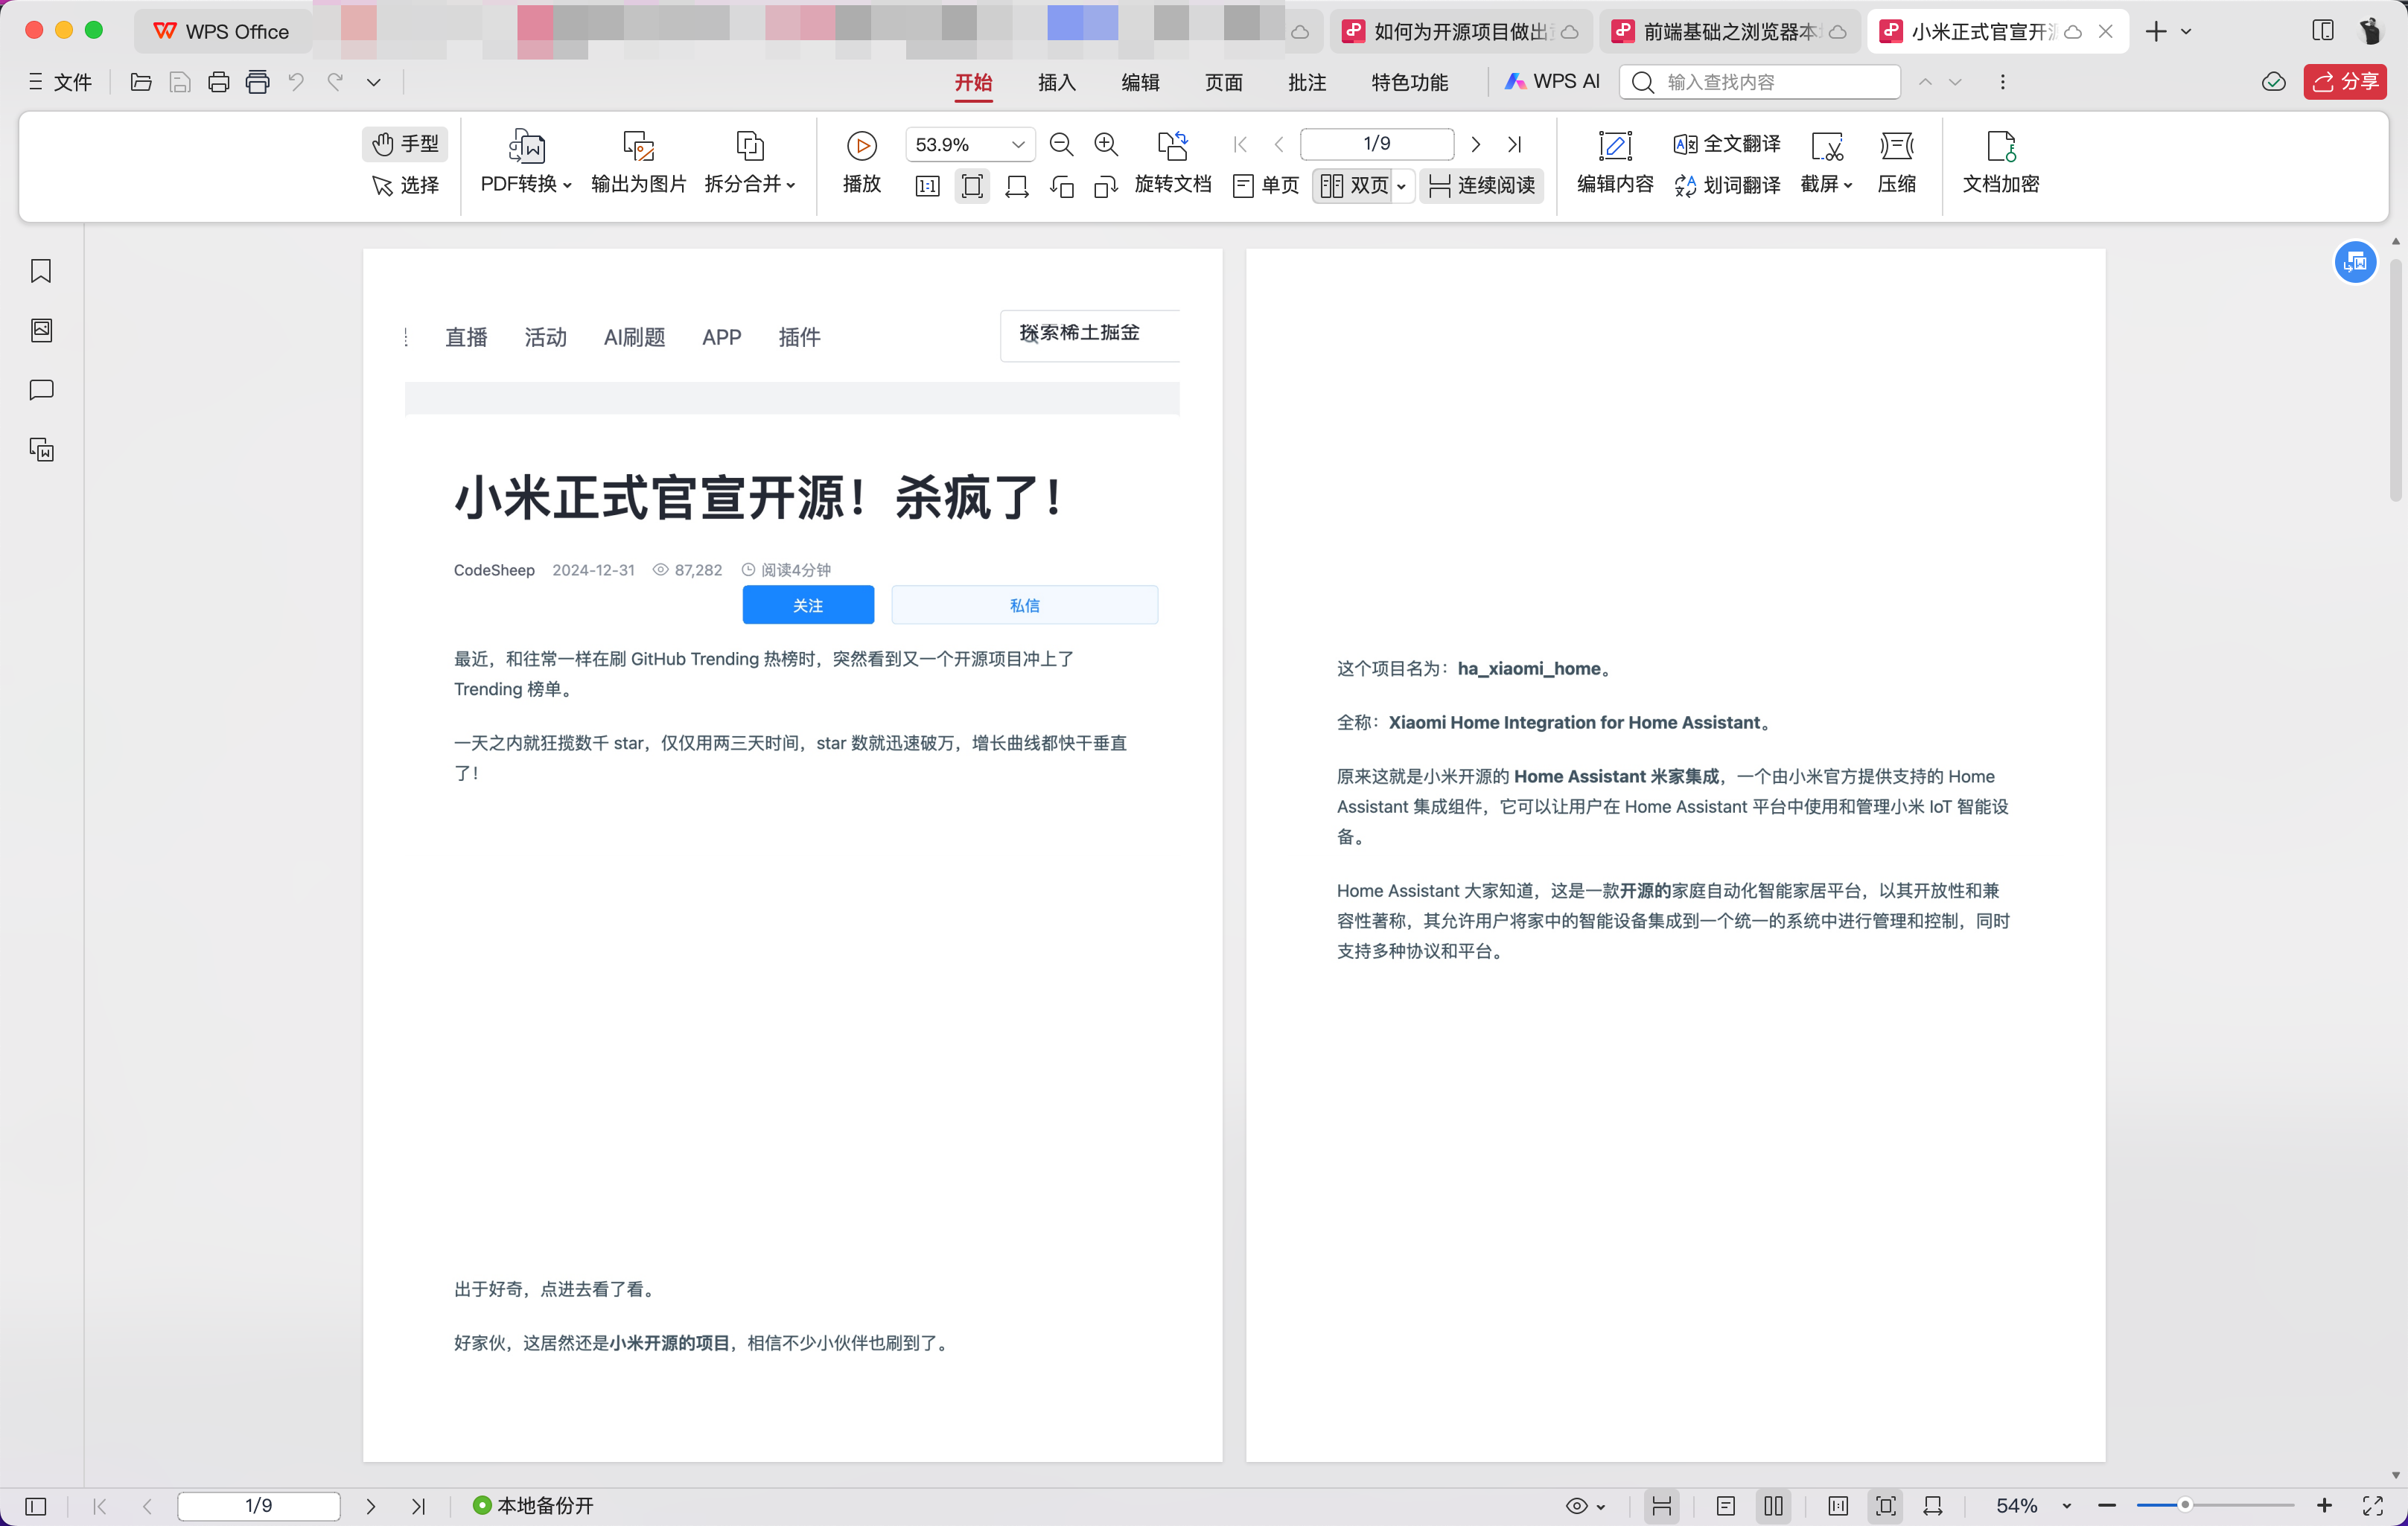 WPS Office
如何为开源项目做出
前端基础之浏览器本
小米正式官宣开
文件
开始
插入
编辑
页面
批注
特色功能
WPS AI
输入查找内容
分享
手型
选择
PDF转换
输出为图片
拆分合并
播放
53.9%
旋转文档
1/9
单页
双页
连续阅读
编辑内容
全文翻译
划词翻译
截屏
压缩
文档加密
直播 活动 AI刷题 APP 插件
探索稀土掘金
小米正式官宣开源！杀疯了！
CodeSheep 2024-12-31 87,282 阅读4分钟
关注
私信
最近，和往常一样在刷 GitHub Trending 热榜时，突然看到又一个开源项目冲上了
Trending 榜单。
一天之内就狂揽数千 star，仅仅用两三天时间，star 数就迅速破万，增长曲线都快干垂直
了！
出于好奇，点进去看了看。
好家伙，这居然还是小米开源的项目，相信不少小伙伴也刷到了。
这个项目名为：ha_xiaomi_home。
全称：Xiaomi Home Integration for Home Assistant。
原来这就是小米开源的 Home Assistant 米家集成，一个由小米官方提供支持的 Home
Assistant 集成组件，它可以让用户在 Home Assistant 平台中使用和管理小米 IoT 智能设
备。
Home Assistant 大家知道，这是一款开源的家庭自动化智能家居平台，以其开放性和兼
容性著称，其允许用户将家中的智能设备集成到一个统一的系统中进行管理和控制，同时
支持多种协议和平台。
1/9
本地备份开
54%